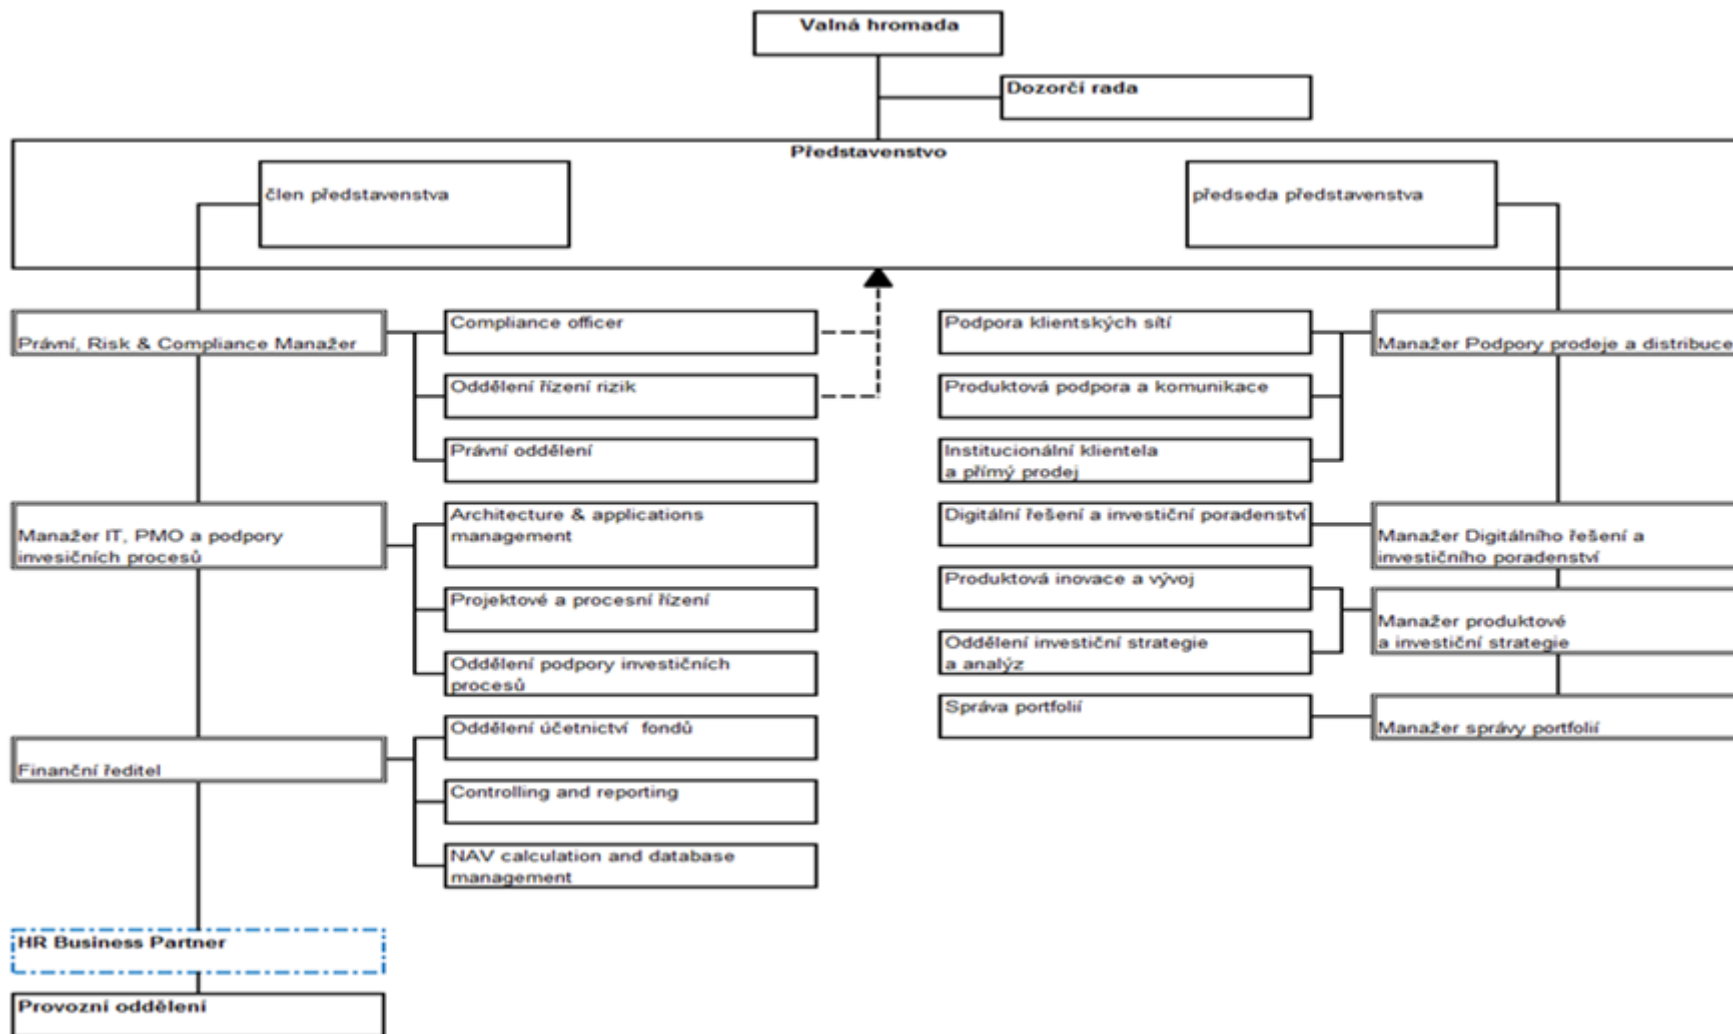 Valná hromada
Dozorčí rada
Představenstvo
člen představenstva
předseda představenstva
Právní, Risk & Compliance Manažer
Compliance officer
Oddělení řízení rizik
Právní oddělení
Manažer IT, PMO a podpory
invesičních procesů
Architecture & applications
management
Projektové a procesní řízení
Oddělení podpory investičních
procesů
Finanční ředitel
Oddělení účetnictví fondů
Controlling and reporting
NAV calculation and database
management
HR Business Partner
Provozní oddělení
Podpora klientských sítí
Produktová podpora a komunikace
Institucionální klientela
a přímý prodej
Manažer Podpory prodeje a distribuce
Digitální řešení a investiční poradenství
Manažer Digitálního řešení a
investičního poradenství
Produktová inovace a vývoj
Oddělení investiční strategie
a analýz
Manažer produktové
a investiční strategie
Správa portfolií
Manažer správy portfolií